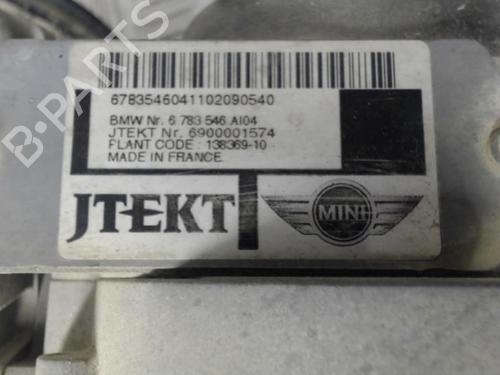 6783546041102090540
BMW Nr. 6 783 546 AI04
JTEKT Nr. 6900001574
PLANT CODE : 138369-10
MADE IN FRANCE
JTEKT
MINI
B-PARTS